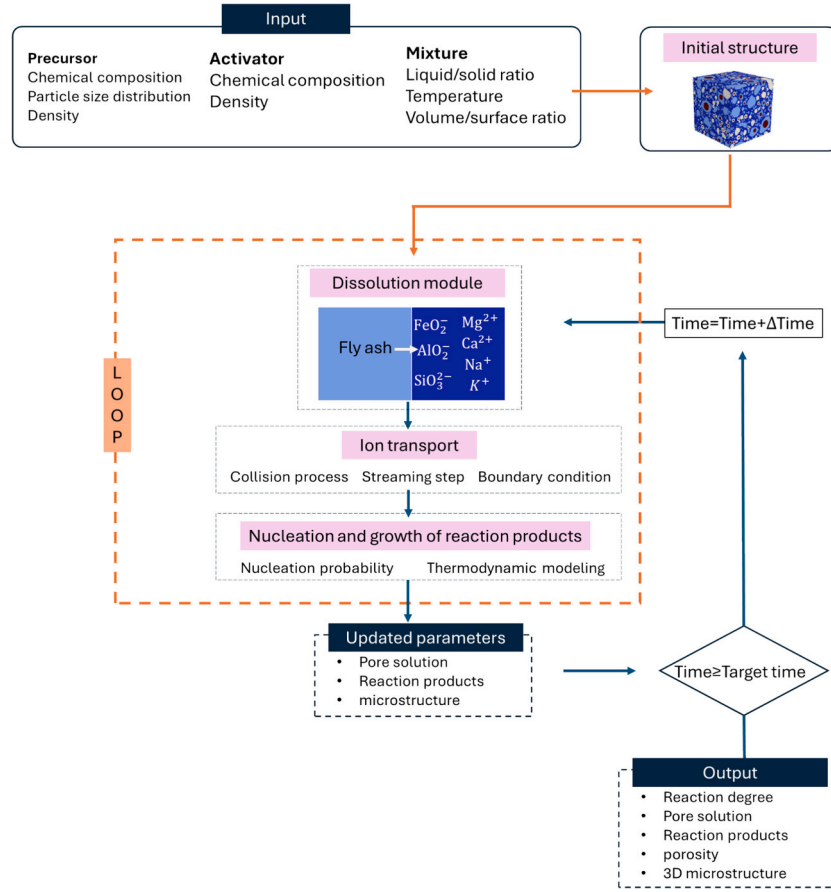 Input
Precursor
Chemical composition
Particle size distribution
Density
Activator
Chemical composition
Density
Mixture
Liquid/solid ratio
Temperature
Volume/surface ratio
Initial structure
LOOP
Dissolution module
Fly ash
FeO₂⁻
AlO₂⁻
SiO₃²⁻
Mg²⁺
Ca²⁺
Na⁺
K⁺
Time=Time+ΔTime
Ion transport
Collision process Streaming step Boundary condition
Nucleation and growth of reaction products
Nucleation probability Thermodynamic modeling
Updated parameters
• Pore solution
• Reaction products
• microstructure
Time≥Target time
Output
• Reaction degree
• Pore solution
• Reaction products
• porosity
• 3D microstructure